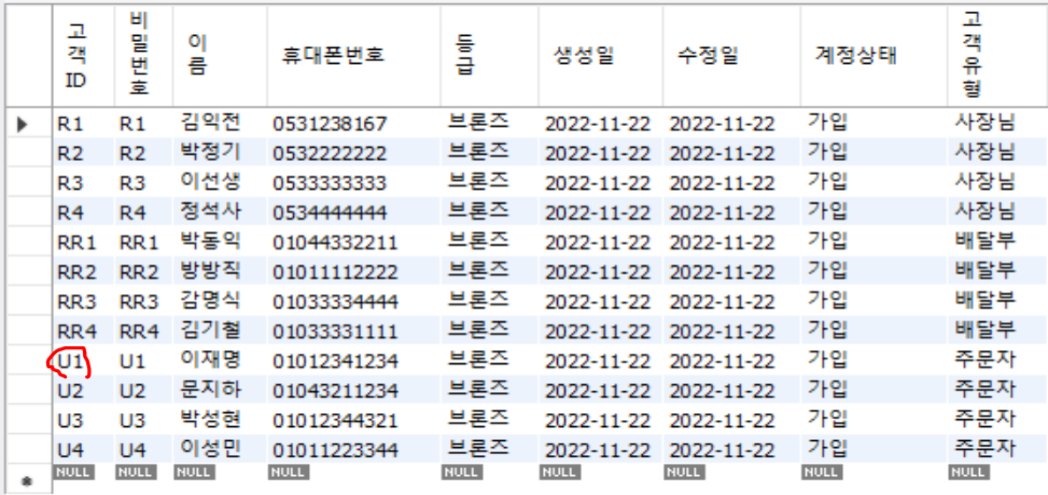 고객ID 비밀번호 이름 휴대폰번호 등급 생성일 수정일 계정상태 고객유형
R1 R1 김익전 0531238167 브론즈 2022-11-22 2022-11-22 가입 사장님
R2 R2 박정기 0532222222 브론즈 2022-11-22 2022-11-22 가입 사장님
R3 R3 이선생 0533333333 브론즈 2022-11-22 2022-11-22 가입 사장님
R4 R4 정석사 0534444444 브론즈 2022-11-22 2022-11-22 가입 사장님
RR1 RR1 박동익 01044332211 브론즈 2022-11-22 2022-11-22 가입 배달부
RR2 RR2 방방직 01011112222 브론즈 2022-11-22 2022-11-22 가입 배달부
RR3 RR3 감명식 01033334444 브론즈 2022-11-22 2022-11-22 가입 배달부
RR4 RR4 김기철 01033331111 브론즈 2022-11-22 2022-11-22 가입 배달부
U1 U1 이재명 01012341234 브론즈 2022-11-22 2022-11-22 가입 주문자
U2 U2 문지하 01043211234 브론즈 2022-11-22 2022-11-22 가입 주문자
U3 U3 박성현 01012344321 브론즈 2022-11-22 2022-11-22 가입 주문자
U4 U4 이성민 01011223344 브론즈 2022-11-22 2022-11-22 가입 주문자
NULL NULL NULL NULL NULL NULL NULL NULL NULL